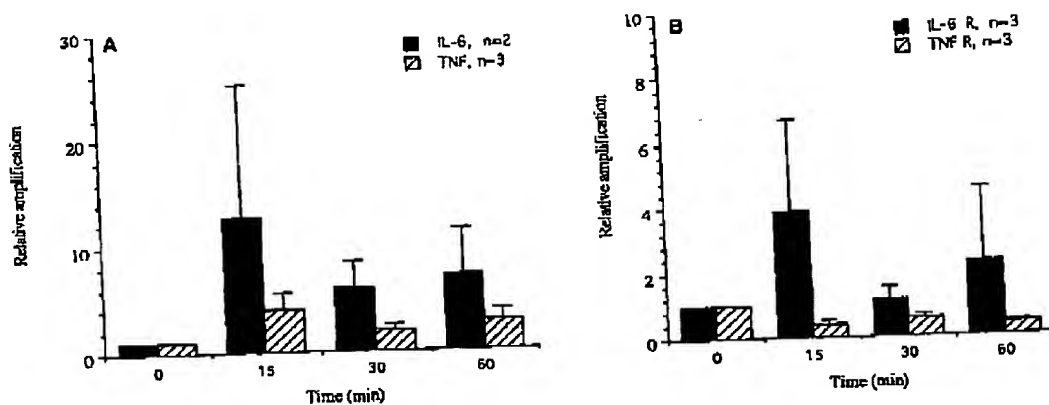 A
IL-6, n=2
TNF, n=3
30
20
10
0
Relative amplification
0 15 30 60
Time (min)
B
IL-6 R, n=3
TNF R, n=3
10
8
6
4
2
0
Relative amplification
0 15 30 60
Time (min)